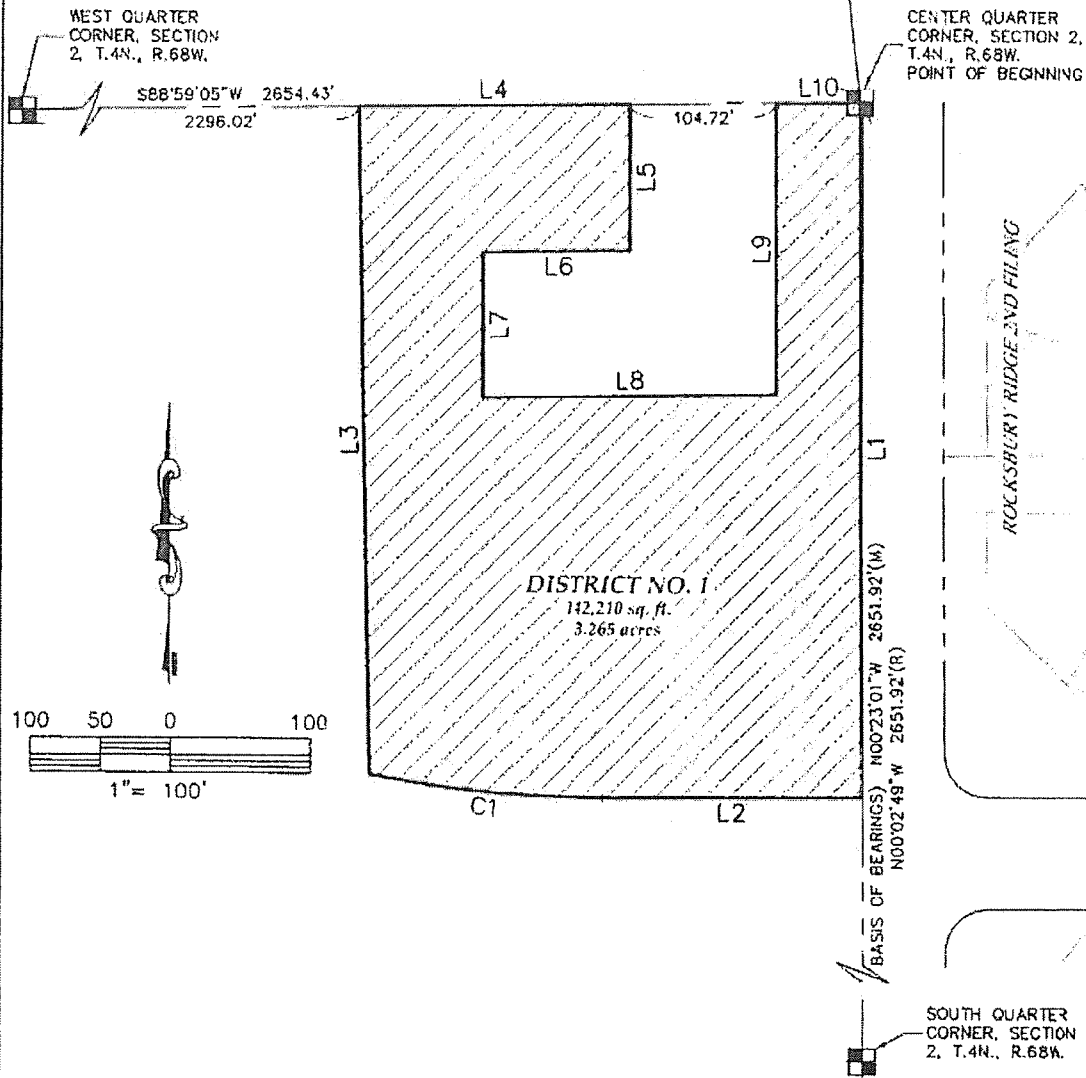 WEST QUARTER
CORNER, SECTION
2, T.4N., R.68W.
CENTER QUARTER
CORNER, SECTION 2,
T.4N., R.68W.
POINT OF BEGINNING
S88°59'05"W 2654.43'
2296.02'
L4
104.72'
L10
L5
L6
L7
L8
L9
L3
L1
ROCKSBURY RIDGE 2ND FILING
DISTRICT NO. 1
142,210 sq. ft.
3.265 acres
100 50 0 100
1"= 100'
C1
L2
BASIS OF BEARINGS) N00°23'01"W 2651.92'(M)
N00°02'49"W 2651.92'(R)
SOUTH QUARTER
CORNER, SECTION
2, T.4N., R.68W.